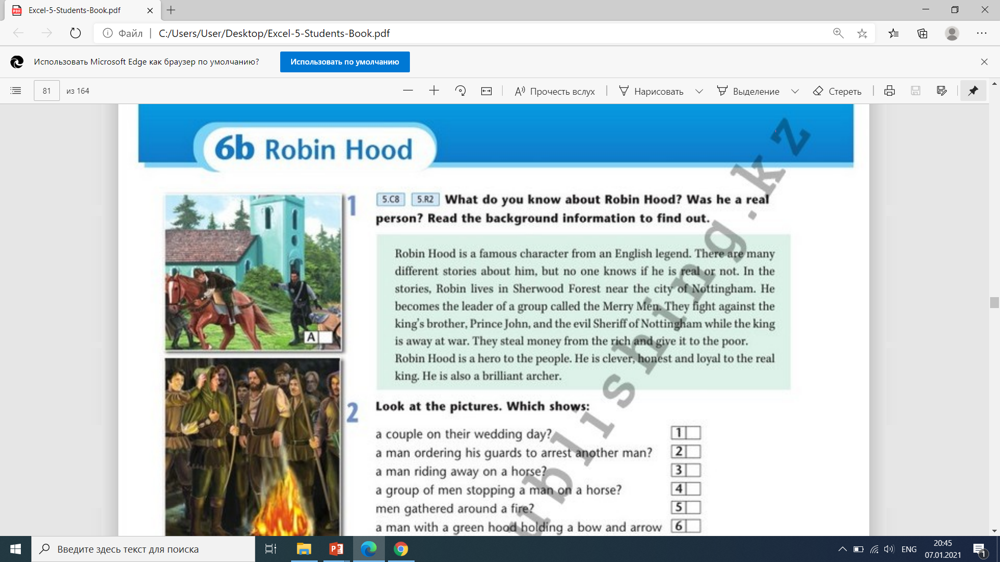 Excel-5-Students-Book.pdf
Файл
C:/Users/User/Desktop/Excel-5-Students-Book.pdf
Использовать Microsoft Edge как браузер по умолчанию?
Использовать по умолчанию
81 из 164
Прочесть вслух
Нарисовать
Выделение
Стереть
6b Robin Hood
1 5.C8 5.R2 What do you know about Robin Hood? Was he a real
person? Read the background information to find out.
Robin Hood is a famous character from an English legend. There are many
different stories about him, but no one knows if he is real or not. In the
stories, Robin lives in Sherwood Forest near the city of Nottingham. He
becomes the leader of a group called the Merry Men. They fight against the
king's brother, Prince John, and the evil Sheriff of Nottingham while the king
is away at war. They steal money from the rich and give it to the poor.
Robin Hood is a hero to the people. He is clever, honest and loyal to the real
king. He is also a brilliant archer.
A
2 Look at the pictures. Which shows:
a couple on their wedding day? 1
a man ordering his guards to arrest another man? 2
a man riding away on a horse? 3
a group of men stopping a man on a horse? 4
men gathered around a fire? 5
a man with a green hood holding a bow and arrow 6
ublishing.kz
Введите здесь текст для поиска
ENG
20:45
07.01.2021
1